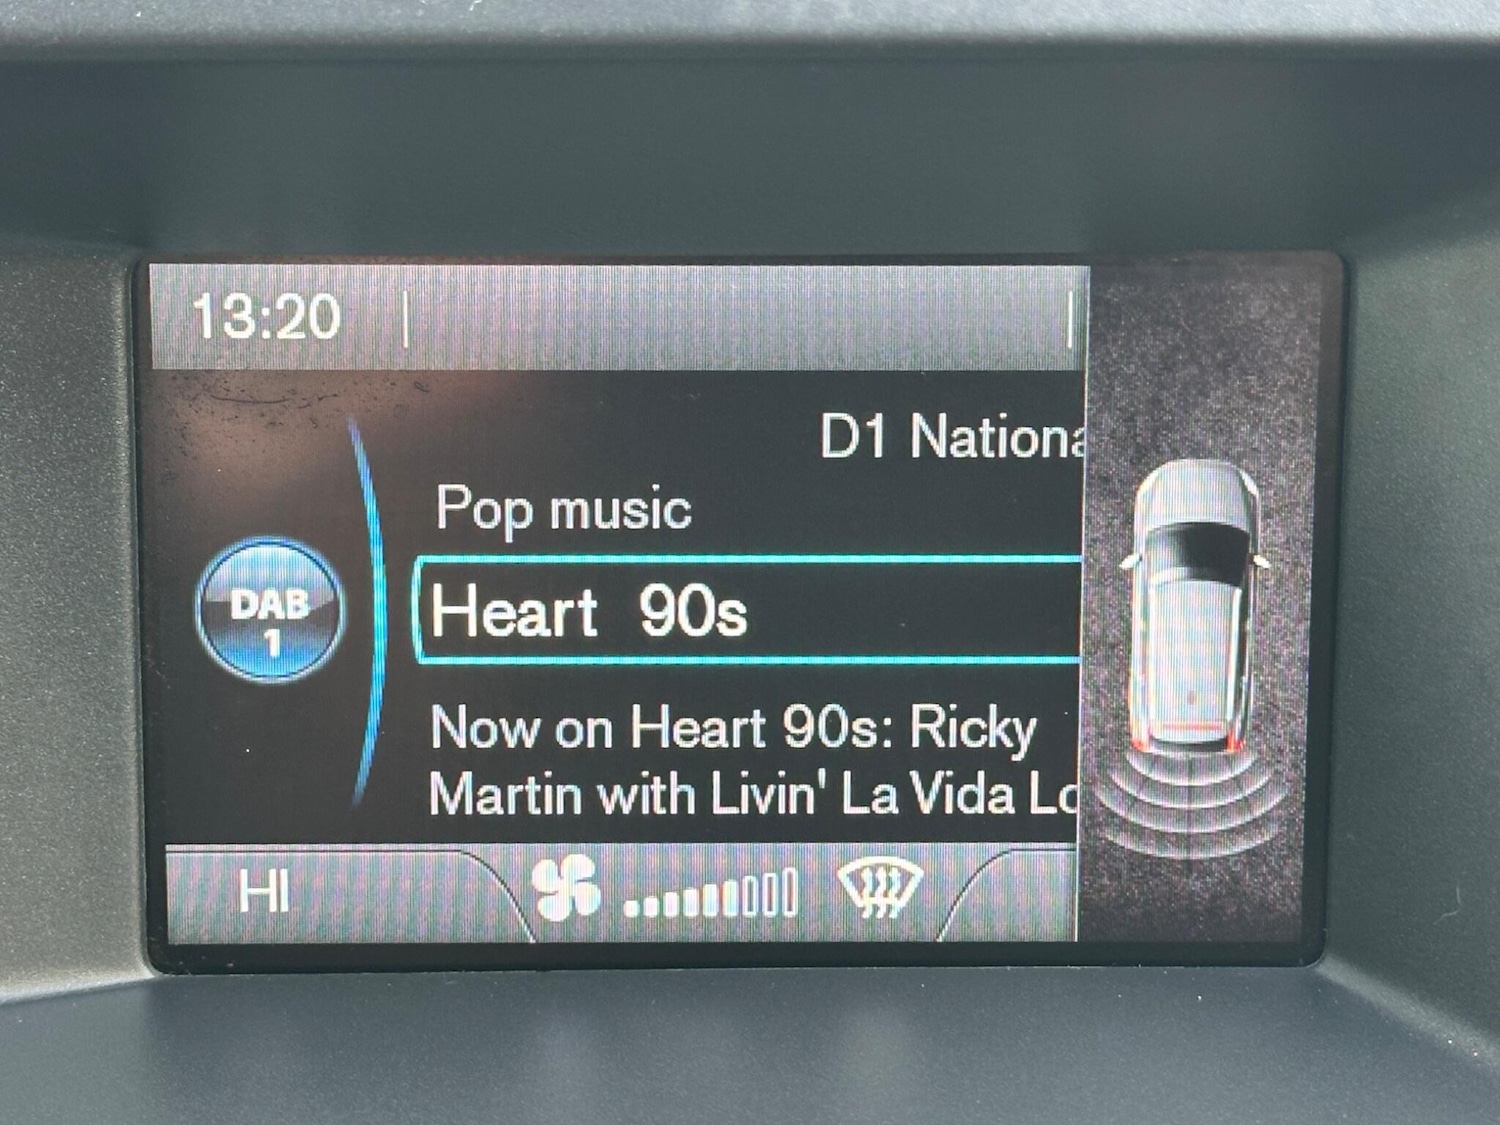 13:20
D1 Nationa
Pop music
DAB
1
Heart 90s
Now on Heart 90s: Ricky
Martin with Livin' La Vida Lo
HI